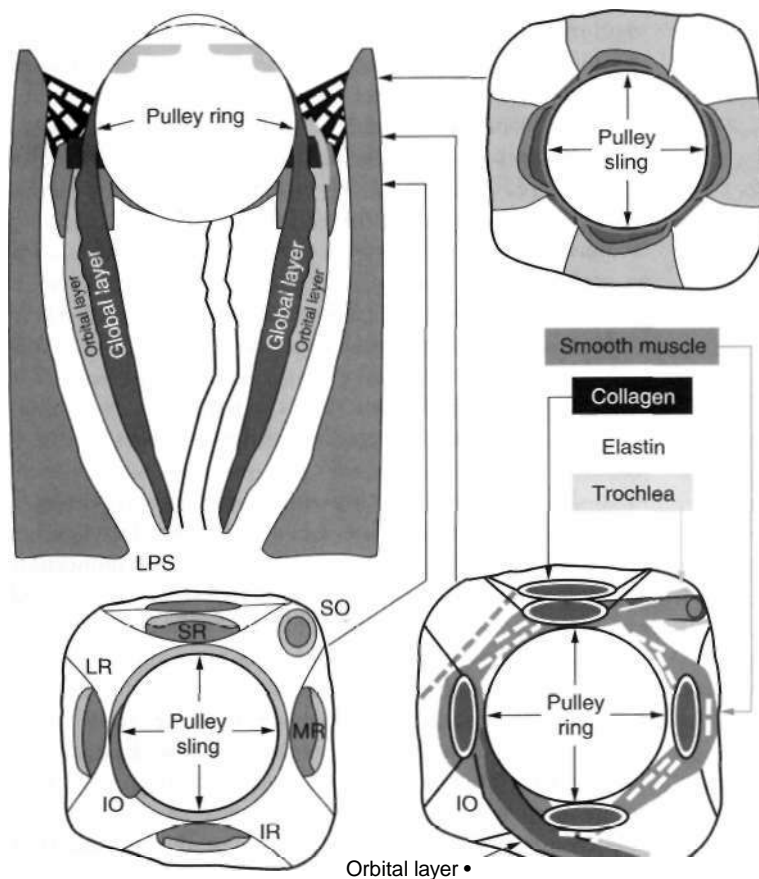 Pulley ring
Orbital layer
Global layer
Global layer
Orbital layer
Pulley
sling
Smooth muscle
Collagen
Elastin
Trochlea
LPS
SO
SR
LR
Pulley
sling
MR
IO
IR
Pulley
ring
IO
Orbital layer •